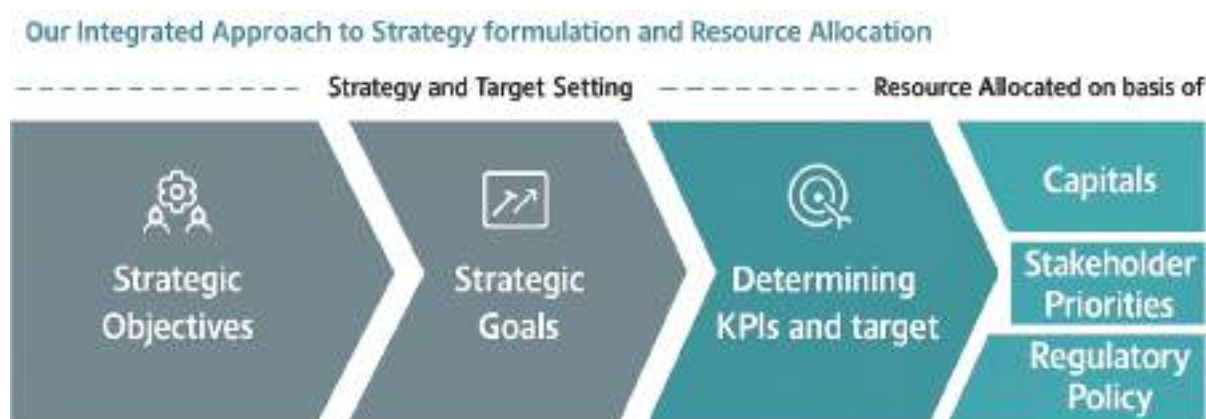 Our Integrated Approach to Strategy formulation and Resource Allocation
Strategy and Target Setting
Resource Allocated on basis of
Strategic
Objectives
Strategic
Goals
Determining
KPIs and target
Capitals
Stakeholder
Priorities
Regulatory
Policy